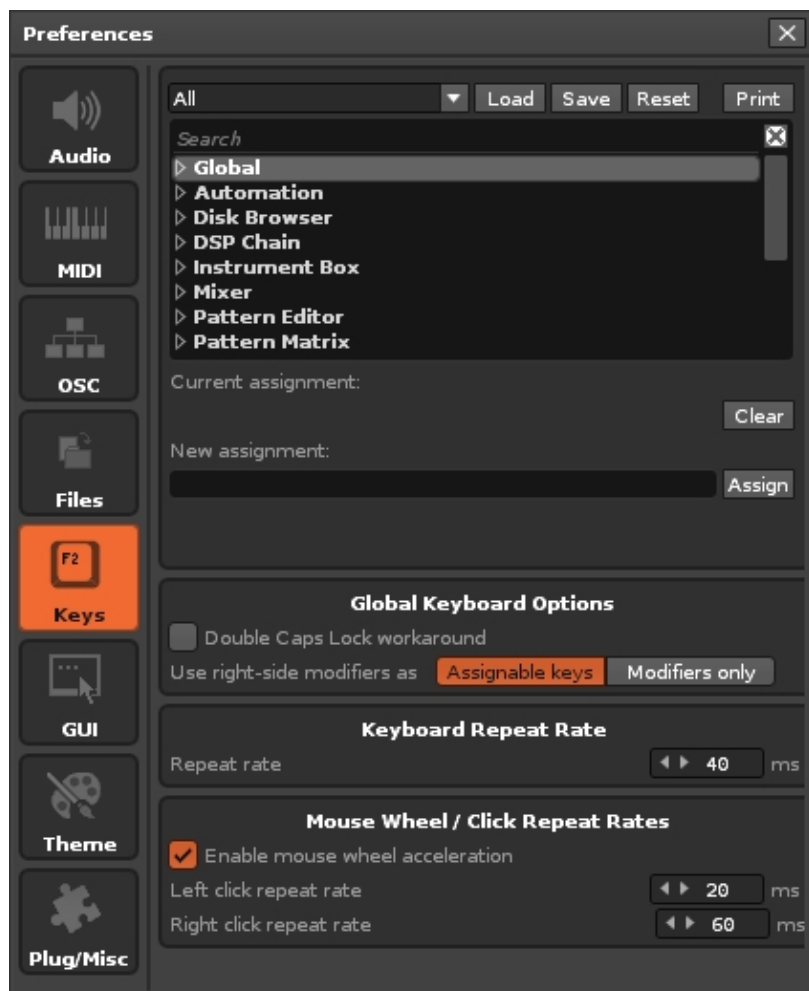 Preferences
Audio
MIDI
OSC
Files
F2
Keys
GUI
Theme
Plug/Misc
All Load Save Reset Print
Search
Global
Automation
Disk Browser
DSP Chain
Instrument Box
Mixer
Pattern Editor
Pattern Matrix
Current assignment:
Clear
New assignment:
Assign
Global Keyboard Options
Double Caps Lock workaround
Use right-side modifiers as Assignable keys Modifiers only
Keyboard Repeat Rate
Repeat rate 40 ms
Mouse Wheel / Click Repeat Rates
Enable mouse wheel acceleration
Left click repeat rate 20 ms
Right click repeat rate 60 ms